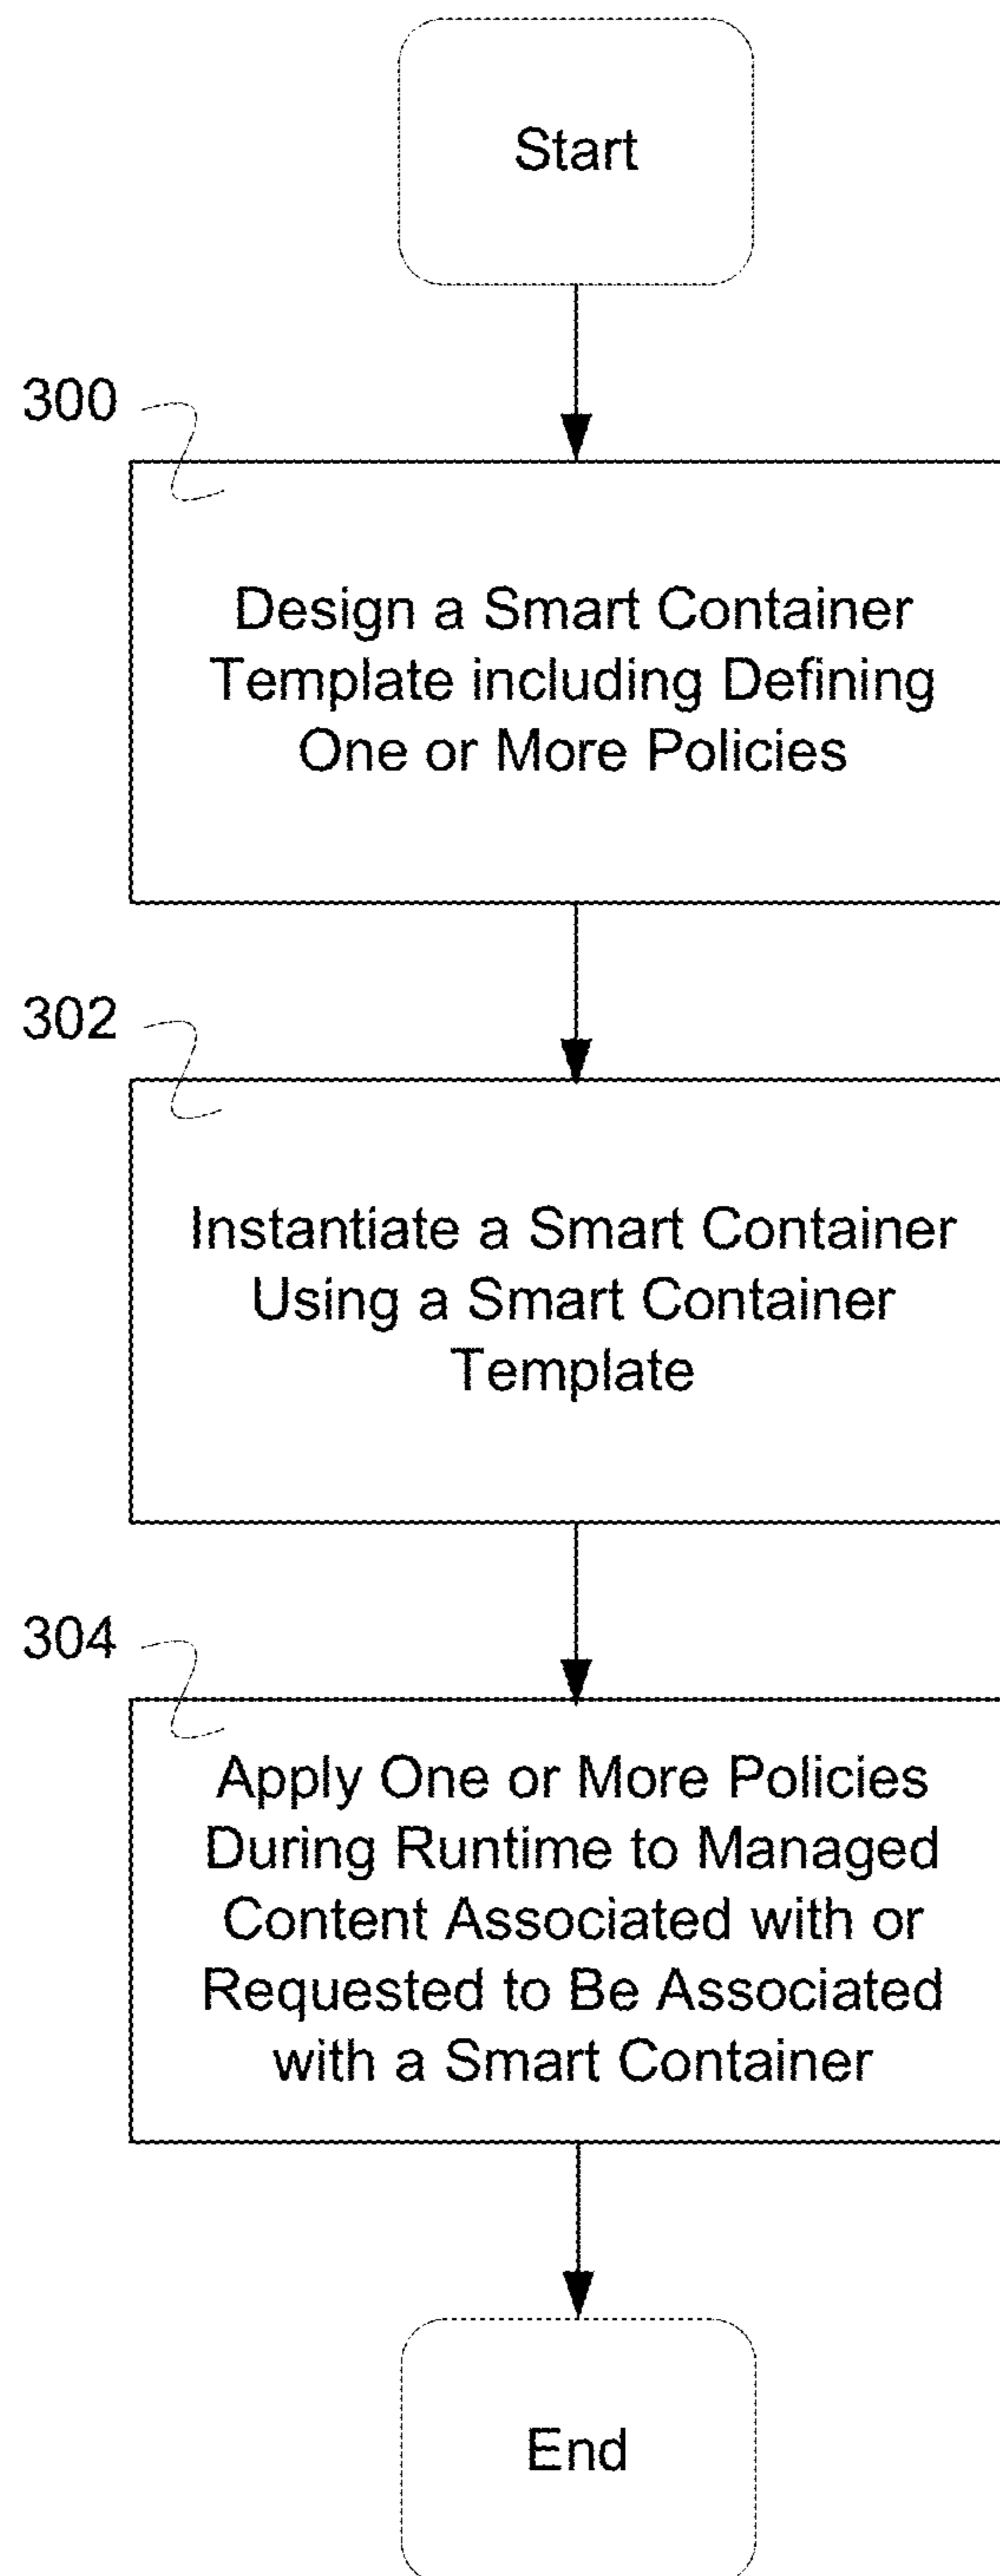 Start
300
Design a Smart Container
Template including Defining
One or More Policies
302
Instantiate a Smart Container
Using a Smart Container
Template
304
Apply One or More Policies
During Runtime to Managed
Content Associated with or
Requested to Be Associated
with a Smart Container
End